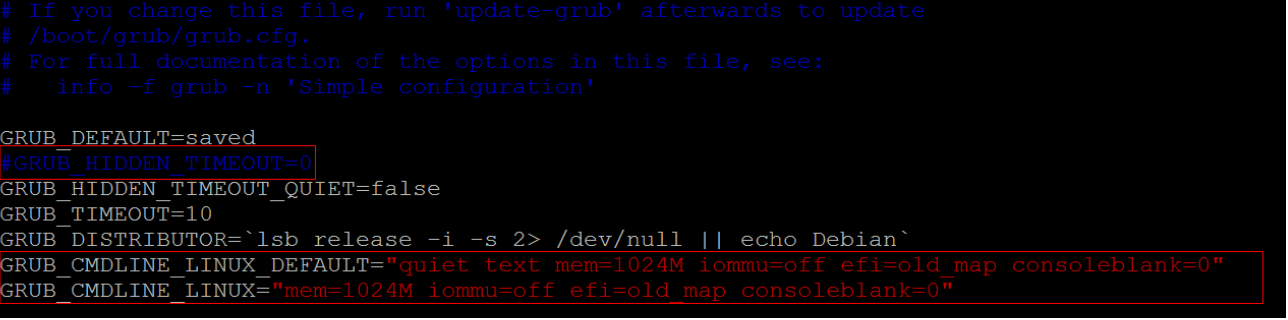 # If you change this file, run 'update-grub' afterwards to update
# /boot/grub/grub.cfg.
# For full documentation of the options in this file, see:
#   info -f grub -n 'Simple configuration'
GRUB_DEFAULT=saved
#GRUB_HIDDEN_TIMEOUT=0
GRUB_HIDDEN_TIMEOUT_QUIET=false
GRUB_TIMEOUT=10
GRUB_DISTRIBUTOR=`lsb_release -i -s 2> /dev/null || echo Debian`
GRUB_CMDLINE_LINUX_DEFAULT="quiet text mem=1024M iommu=off efi=old_map consoleblank=0"
GRUB_CMDLINE_LINUX="mem=1024M iommu=off efi=old_map consoleblank=0"